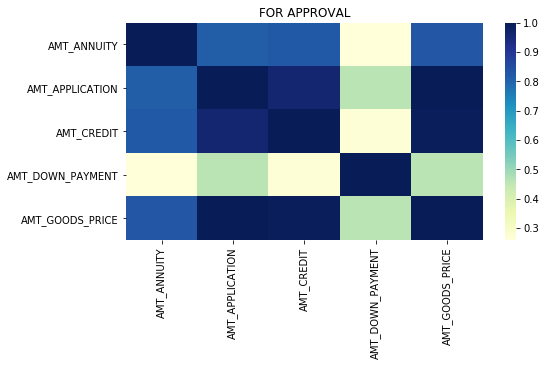 FOR APPROVAL
AMT_ANNUITY
AMT_APPLICATION
AMT_CREDIT
AMT_DOWN_PAYMENT
AMT_GOODS_PRICE
AMT_ANNUITY
AMT_APPLICATION
AMT_CREDIT
AMT_DOWN_PAYMENT
AMT_GOODS_PRICE
1.0
0.9
0.8
0.7
0.6
0.5
0.4
0.3